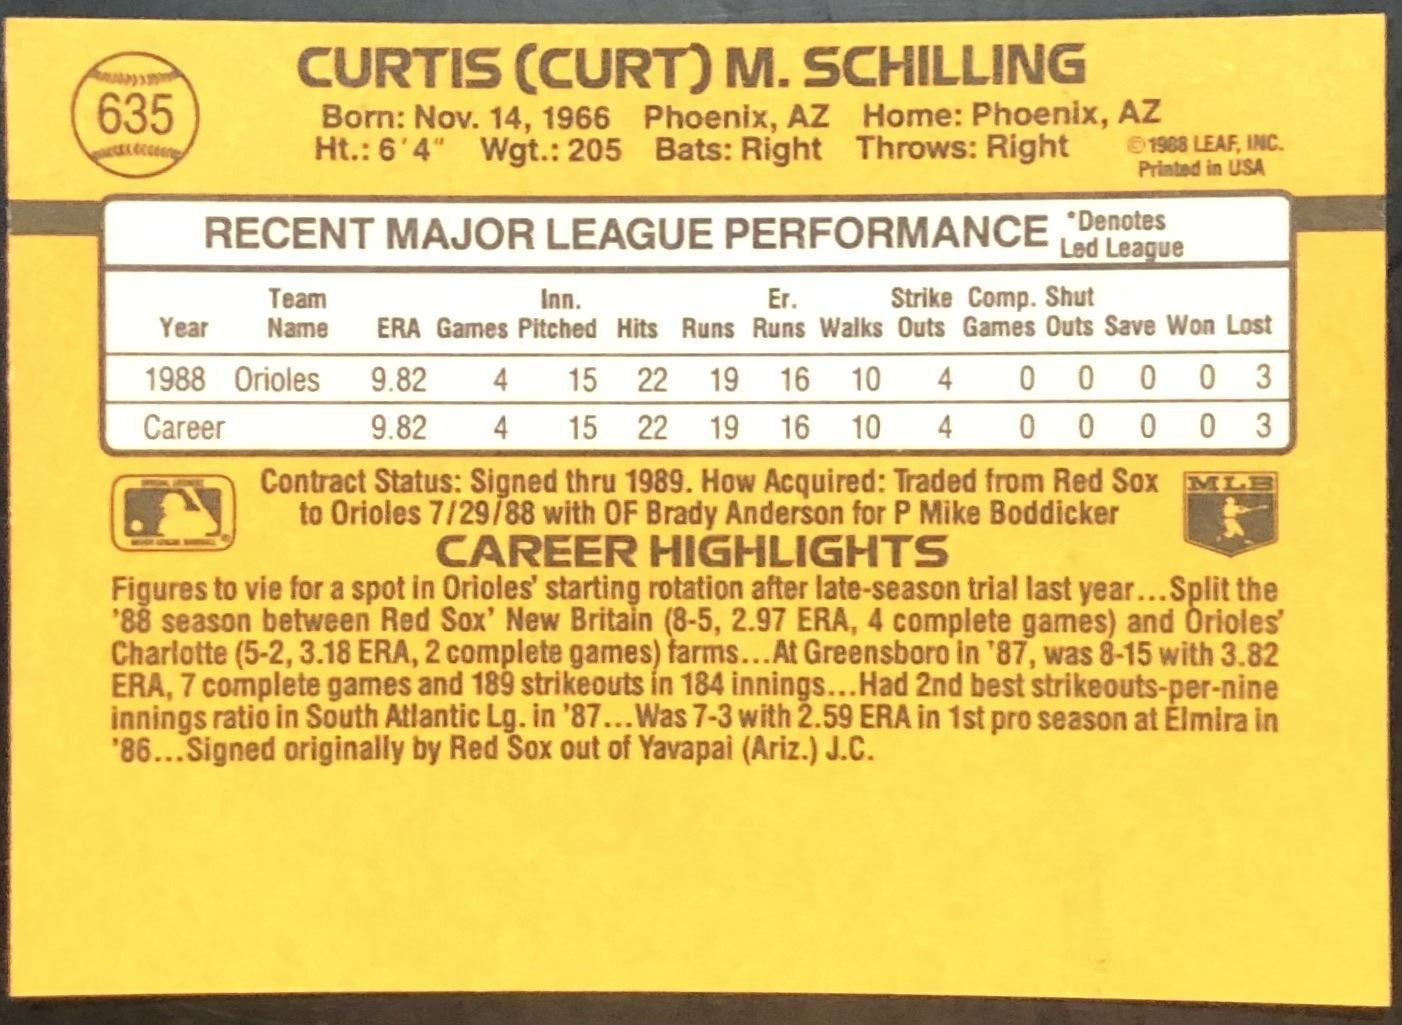 635
CURTIS (CURT) M. SCHILLING
Born: Nov. 14, 1966 Phoenix, AZ Home: Phoenix, AZ
Ht.: 6'4" Wgt.: 205 Bats: Right Throws: Right
©1988 LEAF, INC.
Printed in USA
RECENT MAJOR LEAGUE PERFORMANCE
*Denotes
Led League
Team Inn. Er. Strike Comp. Shut
Year Name ERA Games Pitched Hits Runs Runs Walks Outs Games Outs Save Won Lost
1988 Orioles 9.82 4 15 22 19 16 10 4 0 0 0 0 3
Career 9.82 4 15 22 19 16 10 4 0 0 0 0 3
Contract Status: Signed thru 1989. How Acquired: Traded from Red Sox
to Orioles 7/29/88 with OF Brady Anderson for P Mike Boddicker
MLB
CAREER HIGHLIGHTS
Figures to vie for a spot in Orioles' starting rotation after late-season trial last year...Split the
'88 season between Red Sox' New Britain (8-5, 2.97 ERA, 4 complete games) and Orioles'
Charlotte (5-2, 3.18 ERA, 2 complete games) farms...At Greensboro in '87, was 8-15 with 3.82
ERA, 7 complete games and 189 strikeouts in 184 innings...Had 2nd best strikeouts-per-nine
innings ratio in South Atlantic Lg. in '87...Was 7-3 with 2.59 ERA in 1st pro season at Elmira in
'86...Signed originally by Red Sox out of Yavapai (Ariz.) J.C.